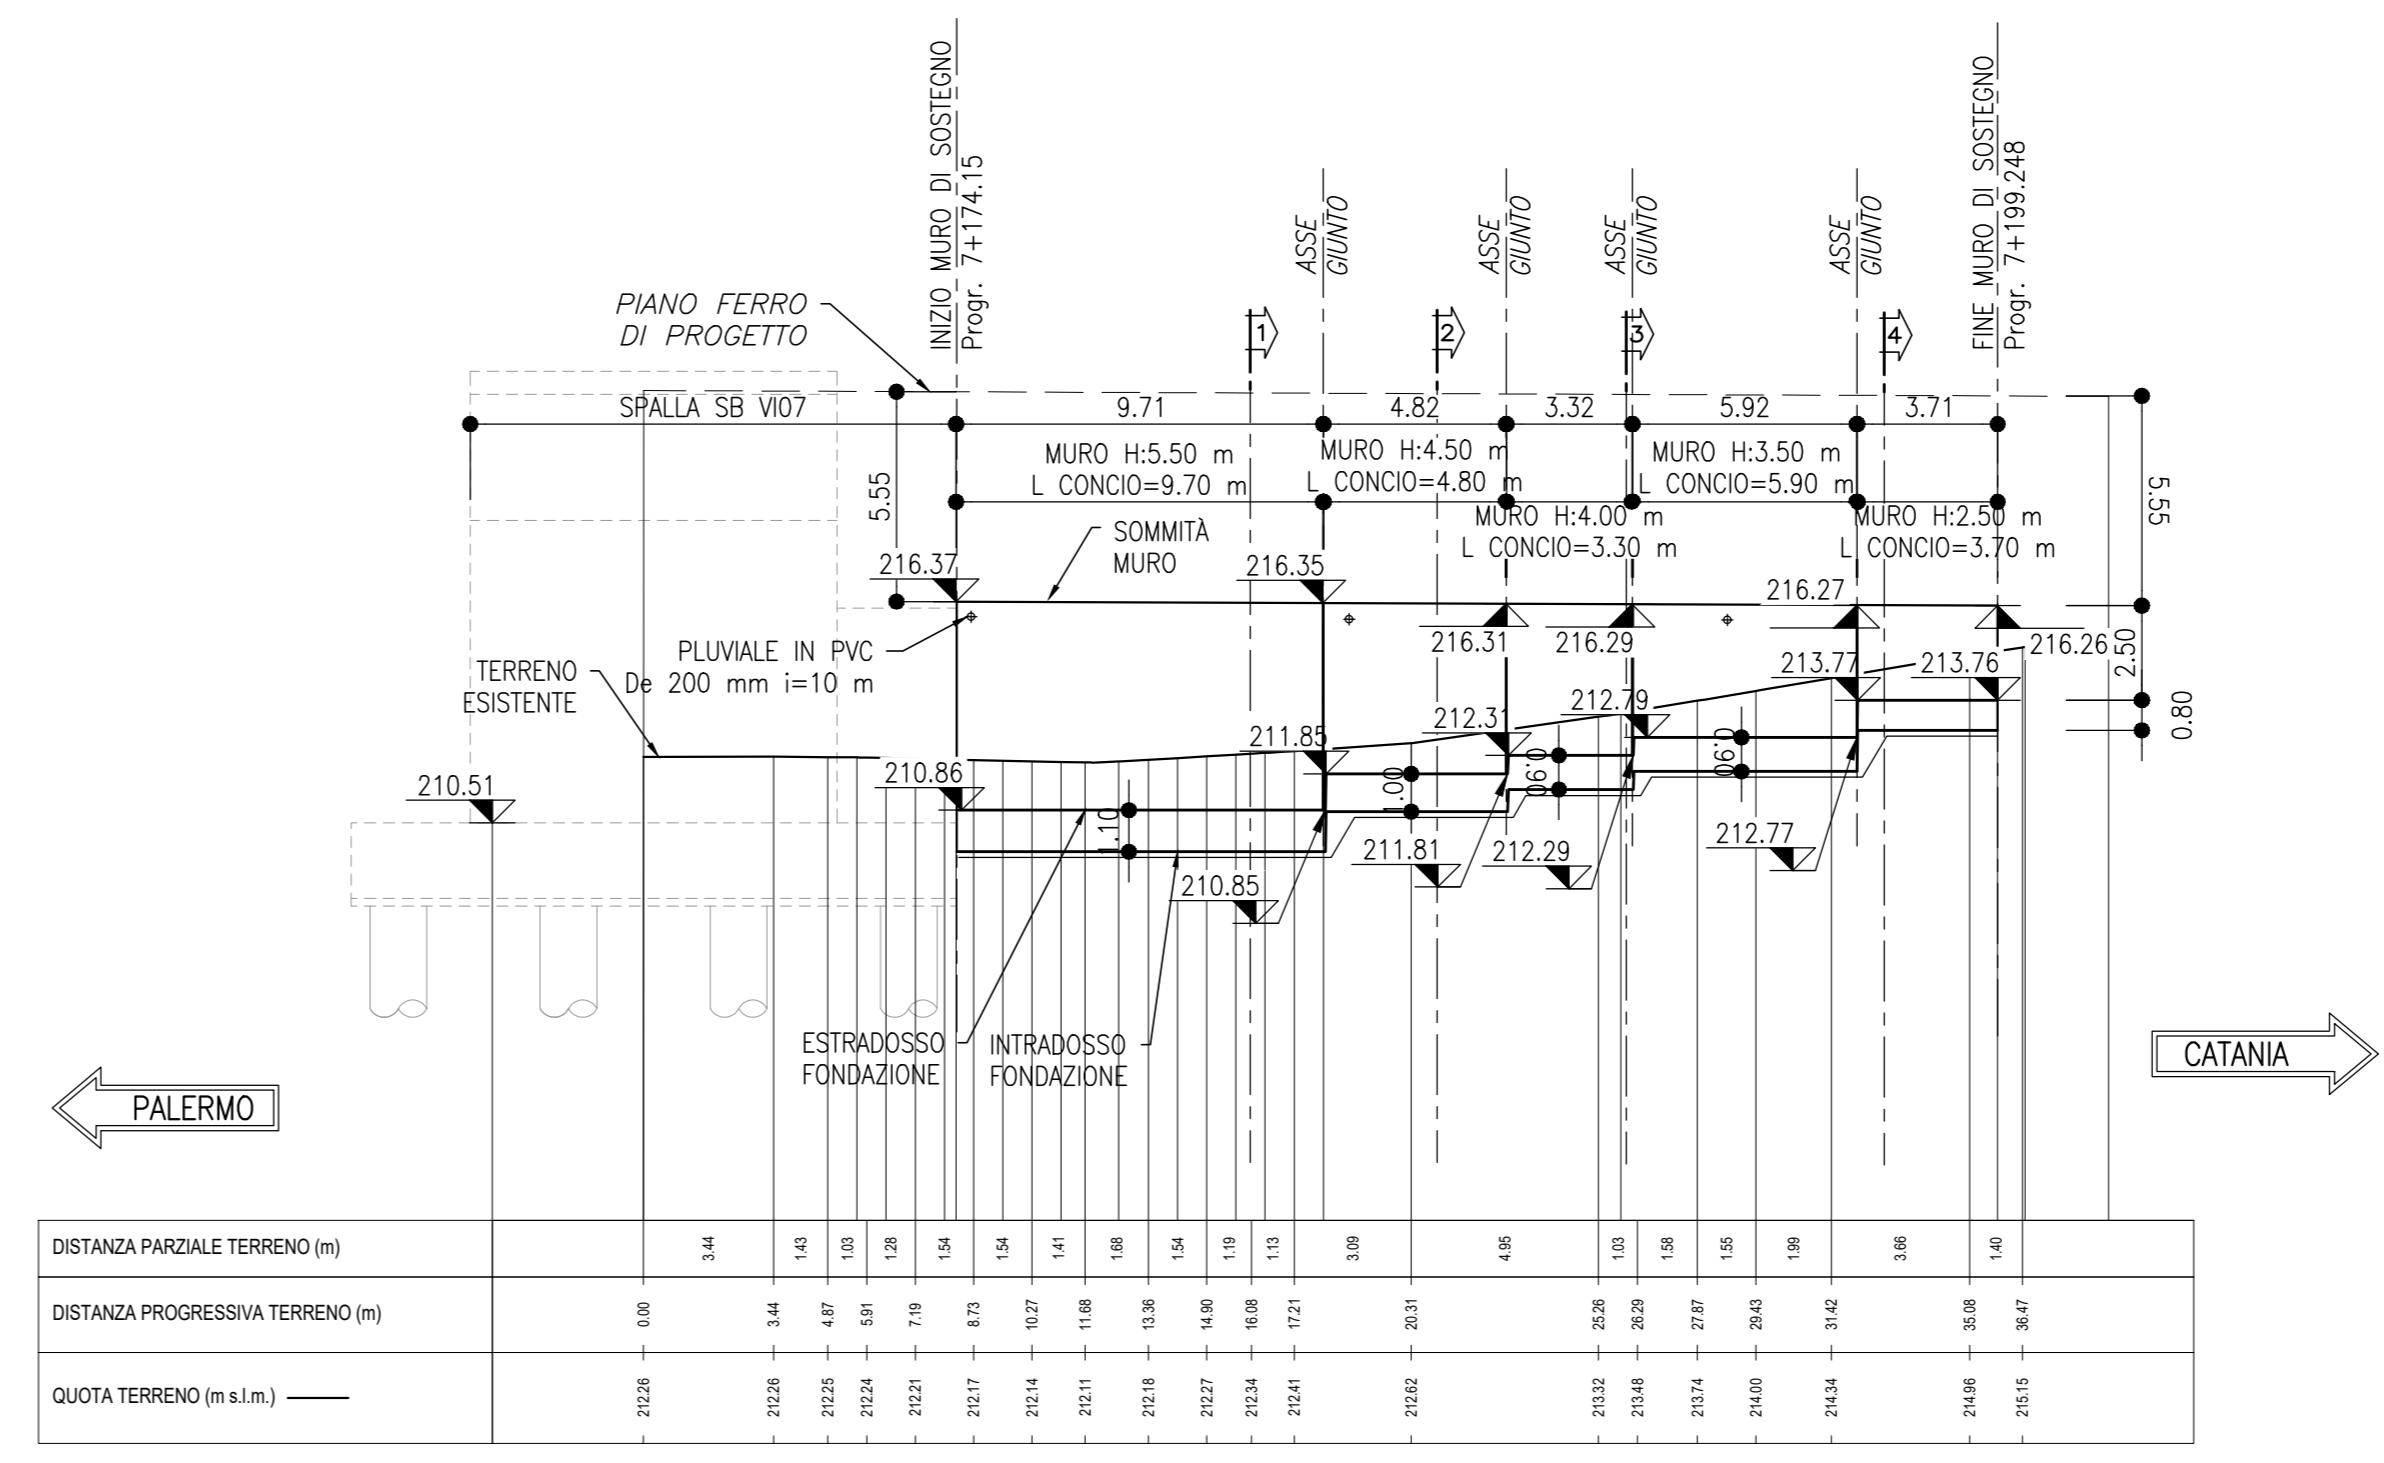 INIZIO MURO DI SOSTEGNO
Progr. 7+174.15
ASSE
GIUNTO
ASSE
GIUNTO
ASSE
GIUNTO
ASSE
GIUNTO
FINE MURO DI SOSTEGNO
Progr. 7+199.248
PIANO FERRO
DI PROGETTO
1
2
3
4
SPALLA SB VI07
9.71
4.82
3.32
5.92
3.71
MURO H:5.50 m
L CONCIO=9.70 m
MURO H:4.50 m
L CONCIO=4.80 m
MURO H:3.50 m
L CONCIO=5.90 m
MURO H:4.00 m
L CONCIO=3.30 m
MURO H:2.50 m
L CONCIO=3.70 m
5.55
5.55
SOMMITÀ
MURO
216.37
216.35
216.27
216.31
216.29
216.26
PLUVIALE IN PVC
De 200 mm i=10 m
TERRENO
ESISTENTE
213.77
213.76
2.50
0.80
212.79
212.31
211.85
210.86
210.51
1.10
1.00
0.90
0.90
211.81
212.29
212.77
210.85
ESTRADOSSO
FONDAZIONE
INTRADOSSO
FONDAZIONE
PALERMO
CATANIA
DISTANZA PARZIALE TERRENO (m) 3.44 1.43 1.03 1.28 1.54 1.54 1.41 1.68 1.54 1.19 1.13 3.09 4.95 1.03 1.58 1.55 1.99 3.66 1.40
DISTANZA PROGRESSIVA TERRENO (m) 0.00 3.44 4.87 5.91 7.19 8.73 10.27 11.68 13.36 14.90 16.08 17.21 20.31 25.26 26.29 27.87 29.43 31.42 35.08 36.47
QUOTA TERRENO (m s.l.m.) 212.26 212.26 212.25 212.24 212.21 212.17 212.14 212.11 212.18 212.27 212.34 212.41 212.62 213.32 213.48 213.74 214.00 214.34 214.96 215.15